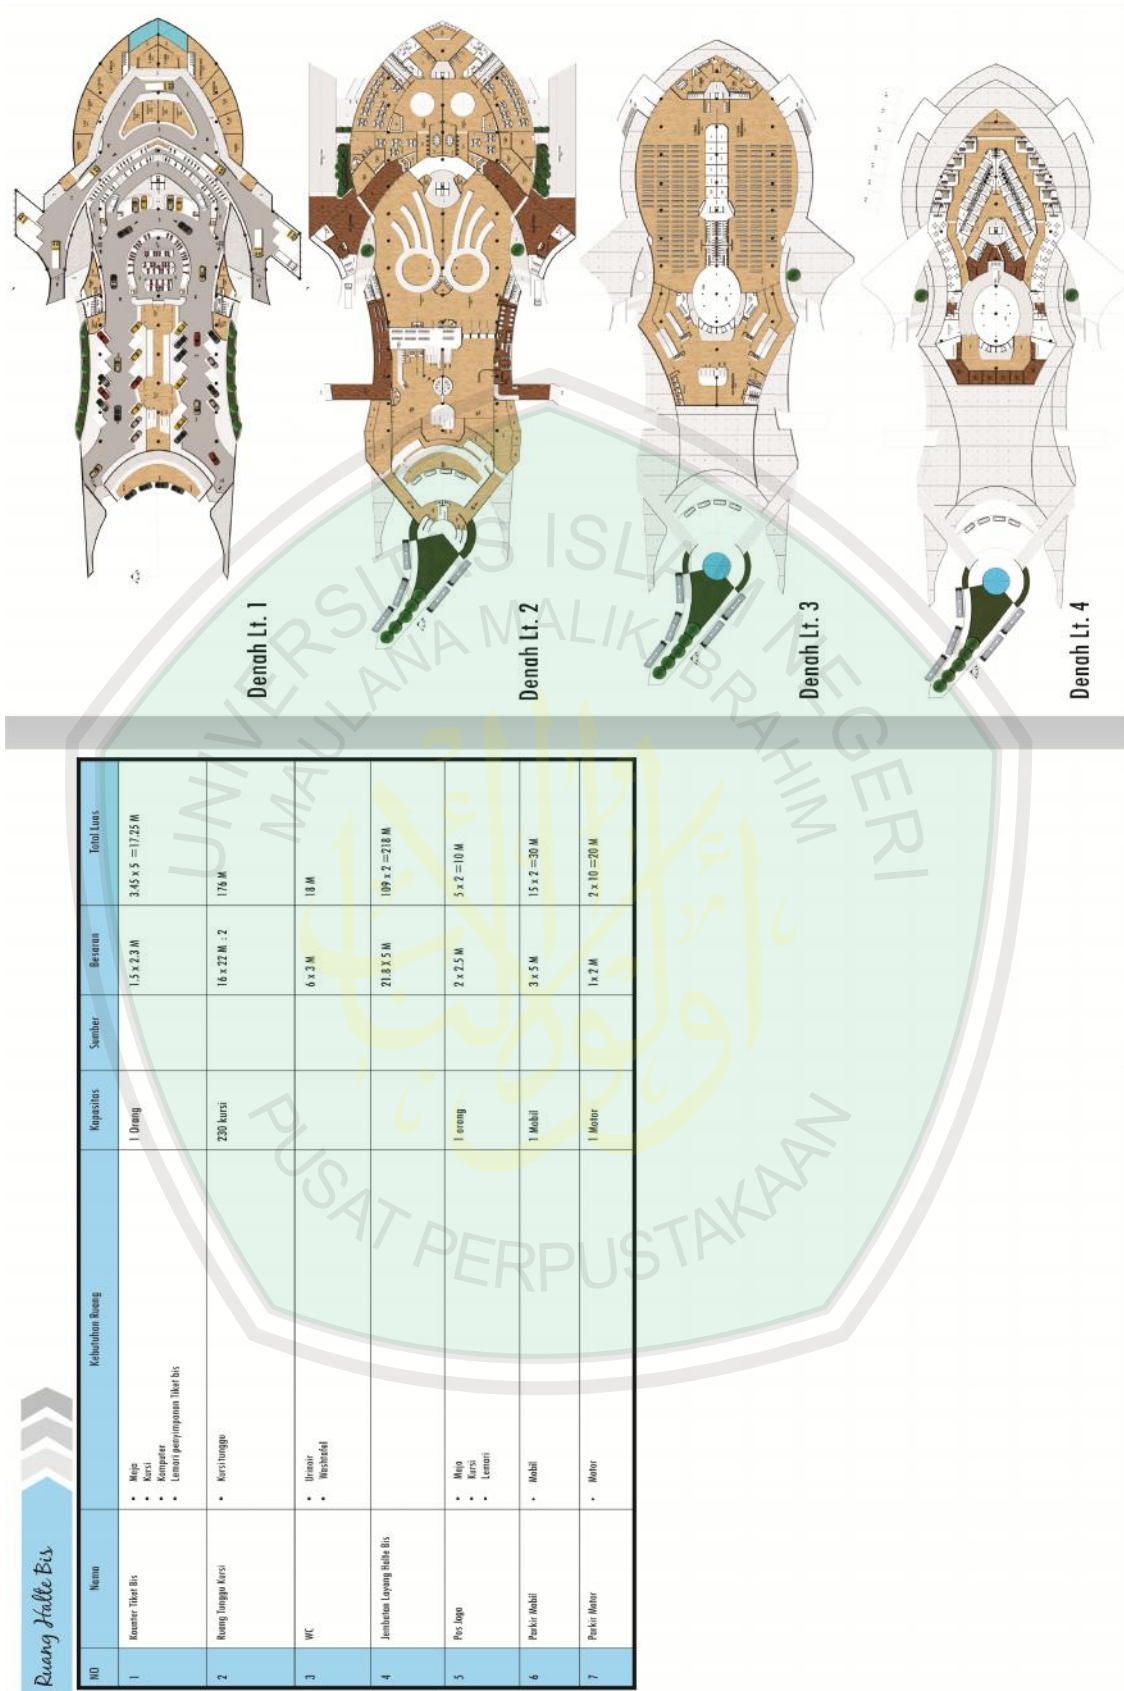 Ruang Halte Bis
NO Nama Kebutuhan Ruang Kapasitas Sumber Besaran Total Luas
1 Kounter Tiket Bis • Meja 1 Orang 1.5 x 2.3 M 3.45 x 5 =17.25 M
• Kursi
• Komputer
• Lemari penyimpanan Tiket bis
2 Ruang Tunggu Kursi • Kursi tunggu 230 kursi 16 x 22 M : 2 176 M
3 WC • Urinoir 6 x 3 M 18 M
• Washtafel
4 Jembatan Layang Halte Bis 21.8 X 5 M 109 x 2 =218 M
5 Pos Jaga • Meja 1 orang 2 x 2.5 M 5 x 2 =10 M
• Kursi
• Lemari
6 Parkir Mobil • Mobil 1 Mobil 3 x 5 M 15 x 2 =30 M
7 Parkir Motor • Motor 1 Motor 1 x 2 M 2 x 10 =20 M
Denah Lt. 1
Denah Lt. 2
Denah Lt. 3
Denah Lt. 4
UNIVERSITAS ISLAM NEGERI
MAULANA MALIK IBRAHIM
PUSAT PERPUSTAKAAN